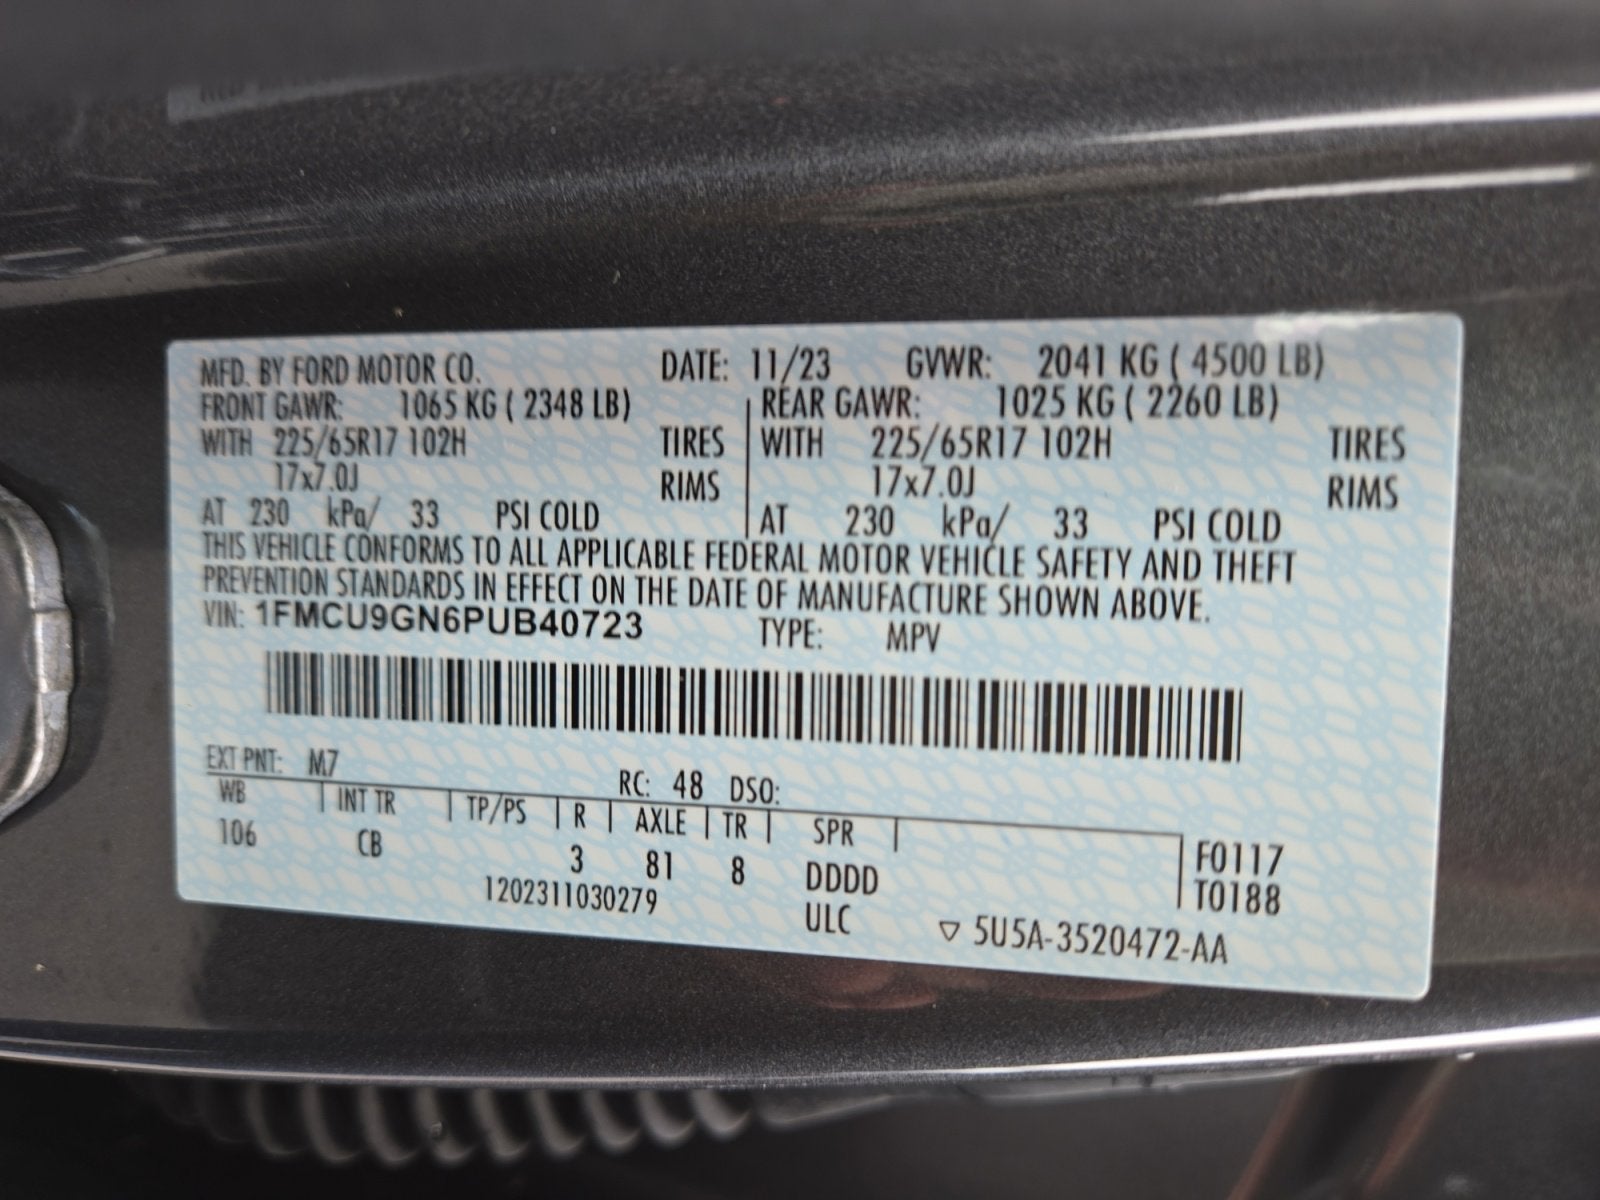 MFD. BY FORD MOTOR CO. DATE: 11/23 GVWR: 2041 KG ( 4500 LB)
FRONT GAWR: 1065 KG ( 2348 LB) REAR GAWR: 1025 KG ( 2260 LB)
WITH 225/65R17 102H TIRES WITH 225/65R17 102H TIRES
17x7.0J RIMS 17x7.0J RIMS
AT 230 kPa/ 33 PSI COLD AT 230 kPa/ 33 PSI COLD
THIS VEHICLE CONFORMS TO ALL APPLICABLE FEDERAL MOTOR VEHICLE SAFETY AND THEFT
PREVENTION STANDARDS IN EFFECT ON THE DATE OF MANUFACTURE SHOWN ABOVE.
VIN: 1FMCU9GN6PUB40723 TYPE: MPV
EXT PNT: M7 RC: 48 DSO:
WB INT TR TP/PS R AXLE TR SPR
106 CB 3 81 8 DDDD F0117
1202311030279 ULC T0188
5U5A-3520472-AA